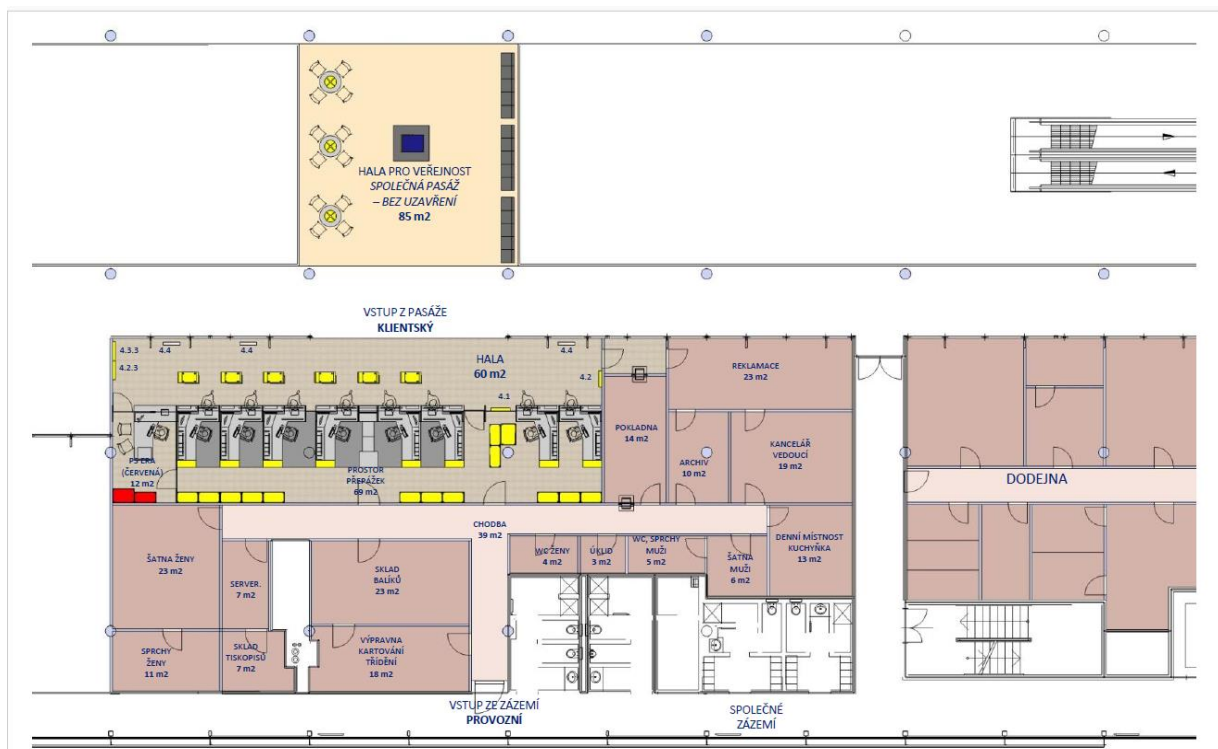 HALA PRO VEŘEJNOST
SPOLEČNÁ PASÁŽ
– BEZ UZAVŘENÍ
85 m2
VSTUP Z PASÁŽE
KLIENTSKÝ
4.3.3
4.4
4.4
4.4
4.2.3
HALA
60 m2
4.2
4.1
REKLAMACE
23 m2
POKLADNA
14 m2
ARCHIV
10 m2
KANCELÁŘ
VEDOUCÍ
19 m2
PS ERA
(ČERVENÁ)
12 m2
PROSTOR
PŘEPÁŽEK
69 m2
DODEJNA
CHODBA
39 m2
ŠATNA ŽENY
23 m2
SERVER.
7 m2
SKLAD
BALÍKŮ
23 m2
WC ŽENY
4 m2
ÚKLID
3 m2
WC, SPRCHY
MUŽI
5 m2
ŠATNA
MUŽI
6 m2
DENNÍ MÍSTNOST
KUCHYŇKA
13 m2
SPRCHY
ŽENY
11 m2
SKLAD
TISKOPISŮ
7 m2
VÝPRAVNA
KARTOVÁNÍ
TŘÍDĚNÍ
18 m2
VSTUP ZE ZÁZEMÍ
PROVOZNÍ
SPOLEČNÉ
ZÁZEMÍ